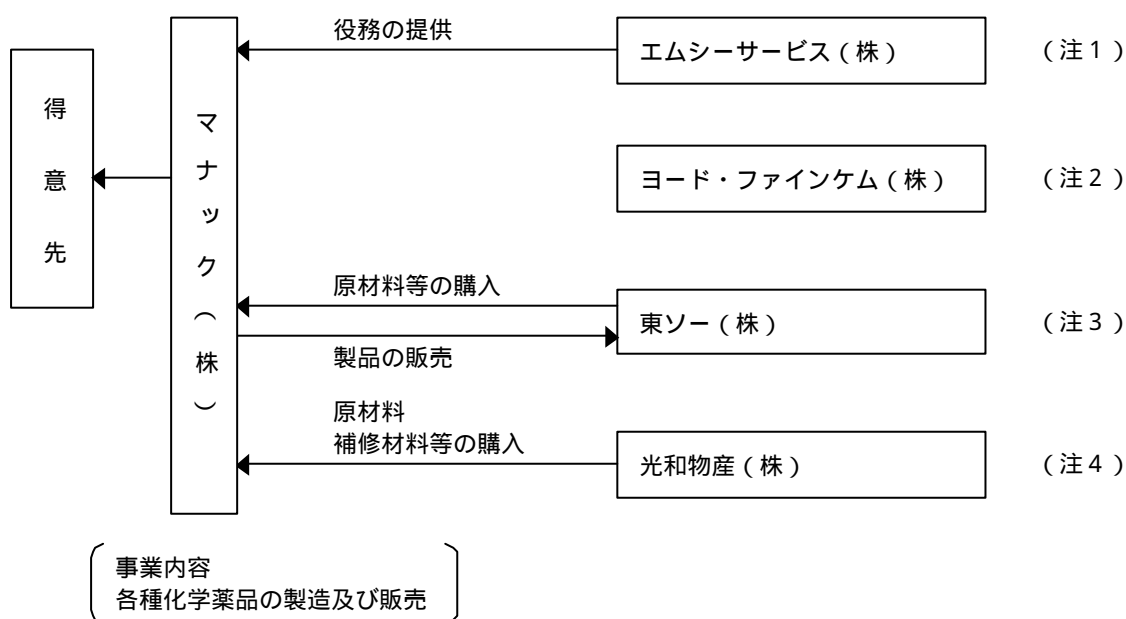 役務の提供
エムシーサービス(株)
(注1)
得意先
マナック(株)
ヨード・ファインケム(株)
(注2)
原材料等の購入
東ソー(株)
(注3)
製品の販売
原材料
補修材料等の購入
光和物産(株)
(注4)
事業内容
各種化学薬品の製造及び販売